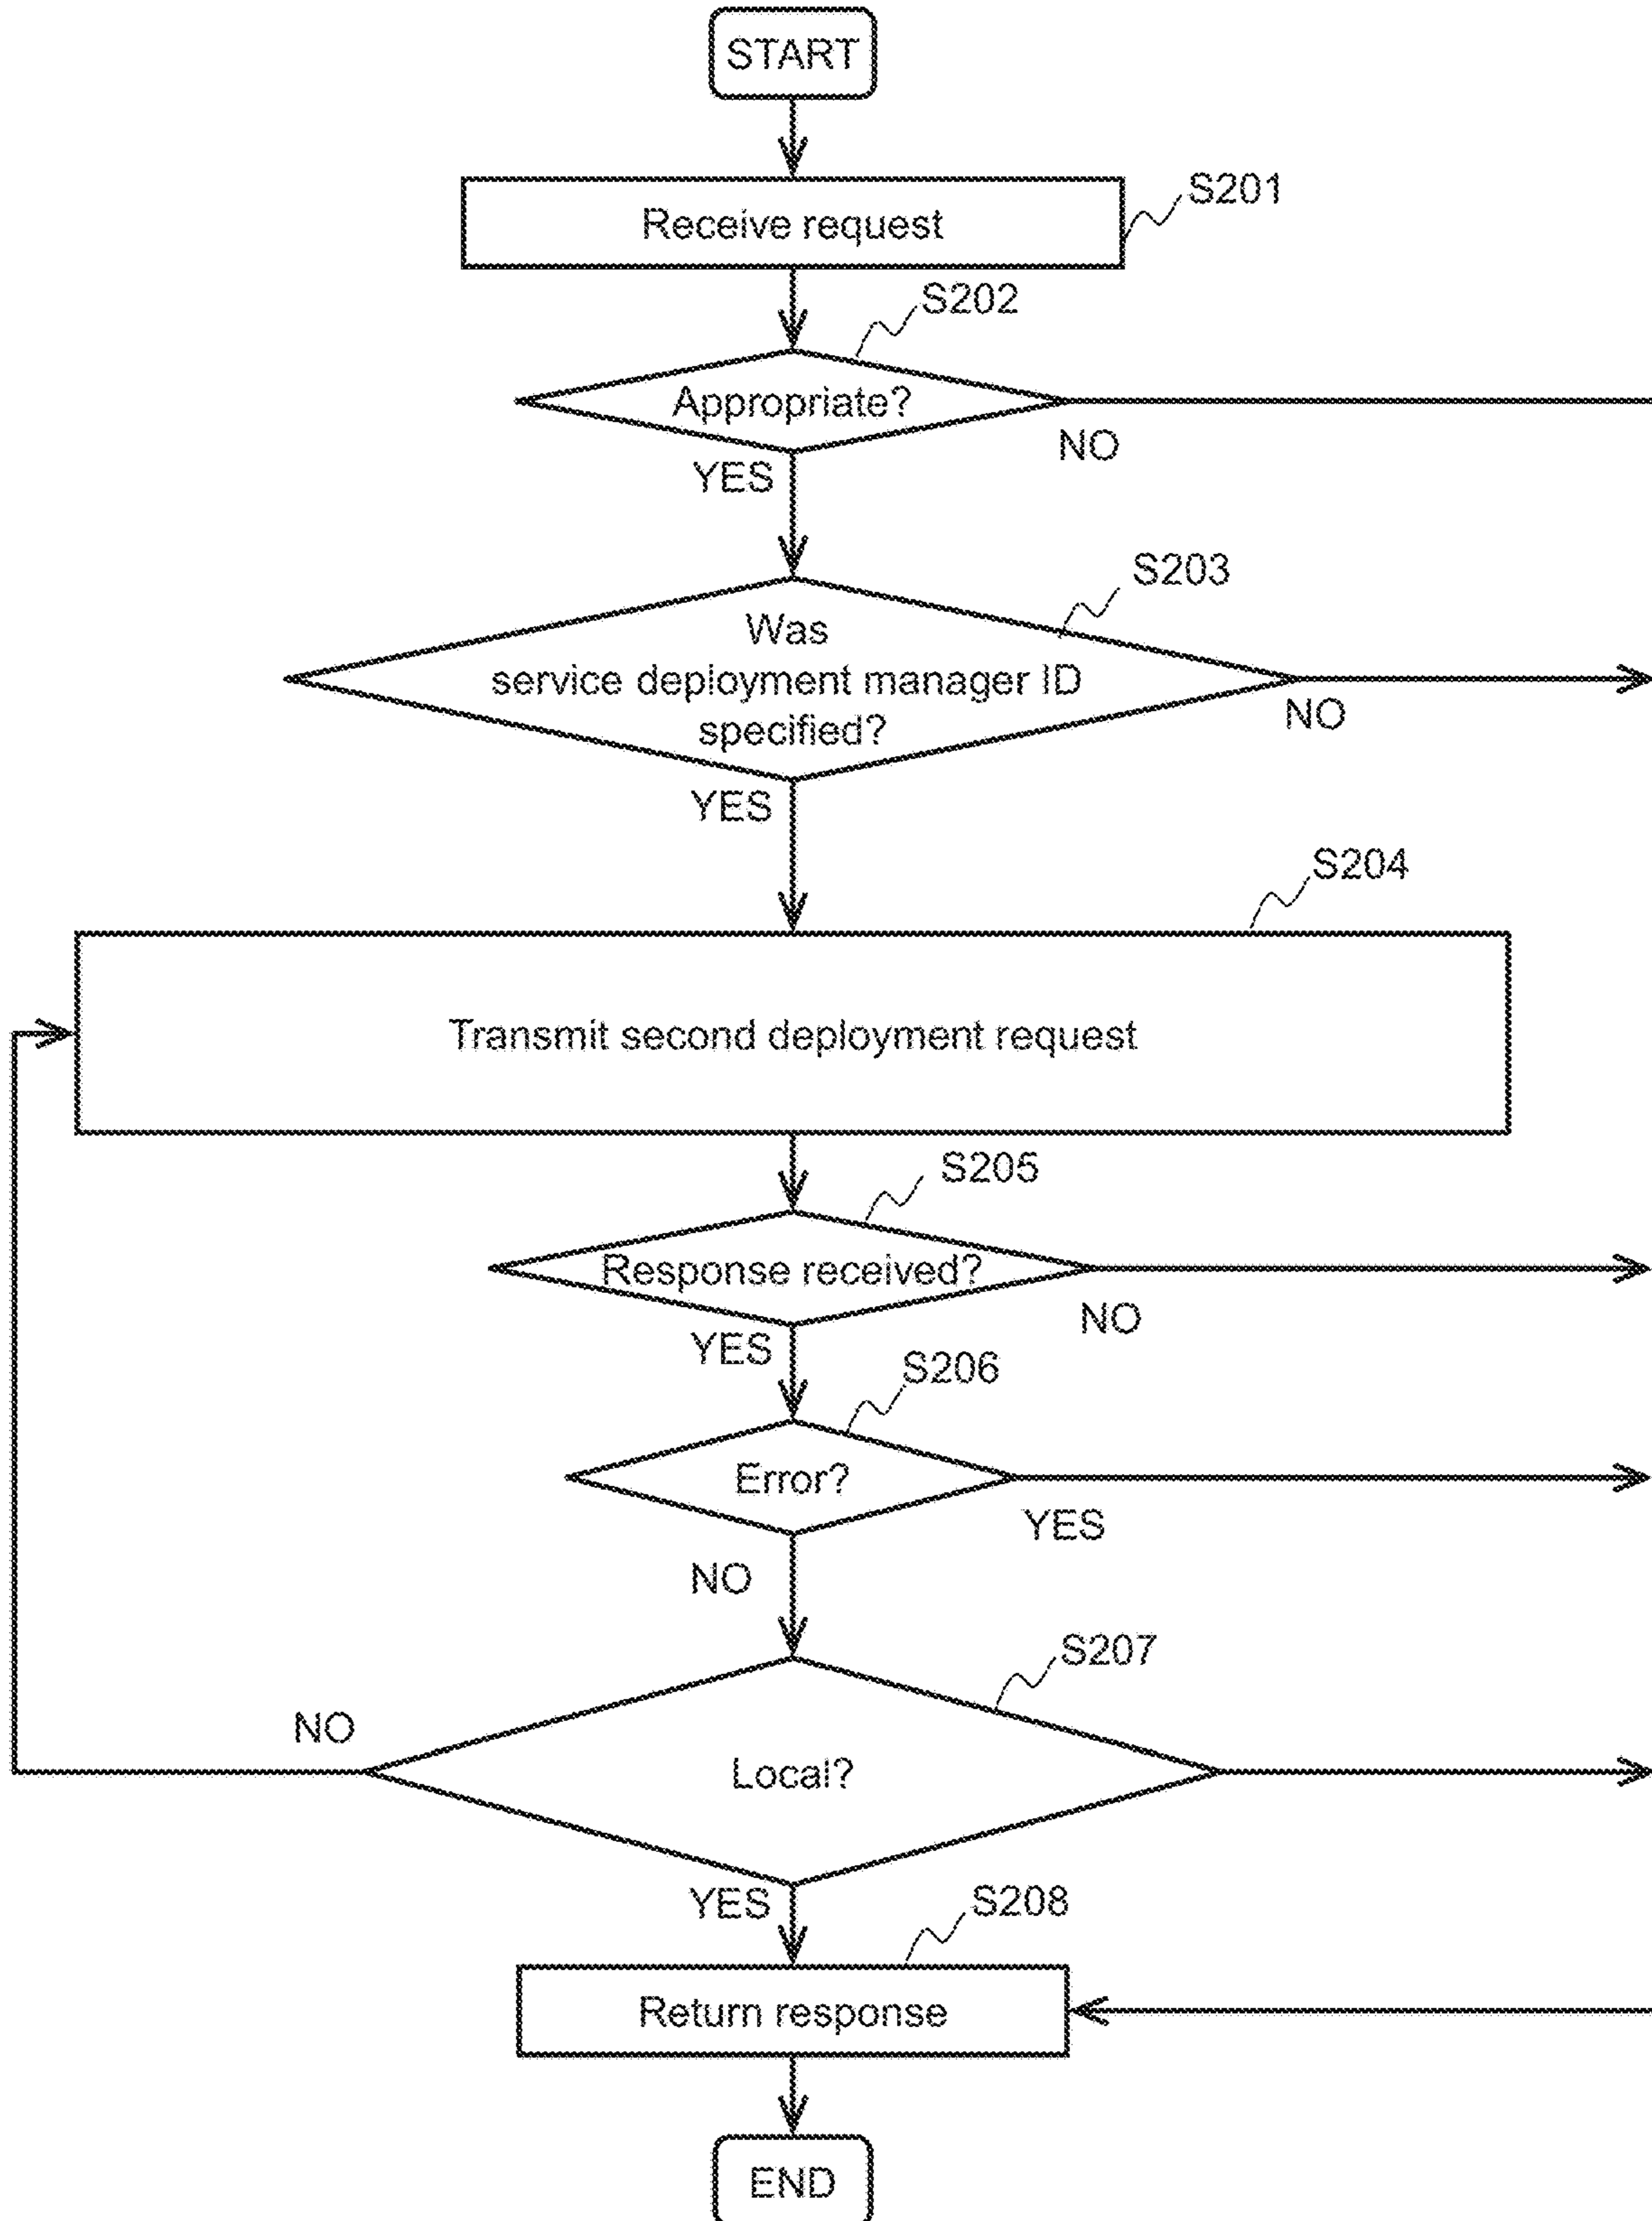 START
Receive request
S201
S202
Appropriate?
NO
YES
S203
Was
service deployment manager ID
specified?
NO
YES
S204
Transmit second deployment request
S205
Response received?
NO
YES
S206
Error?
YES
NO
S207
NO
Local?
YES
S208
Return response
END